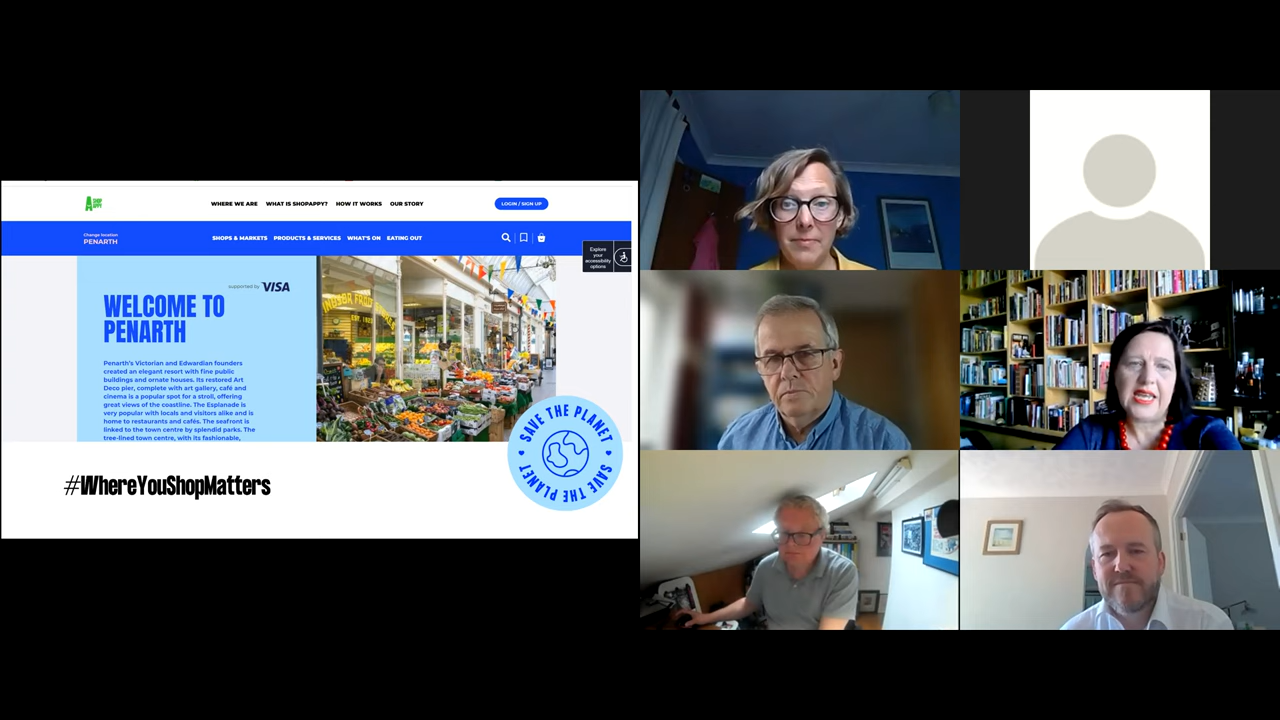 SHOP
APPY
WHERE WE ARE
WHAT IS SHOPAPPY?
HOW IT WORKS
OUR STORY
LOGIN / SIGN UP
Change location
PENARTH
SHOPS & MARKETS
PRODUCTS & SERVICES
WHAT'S ON
EATING OUT
Explore
your
accessibility
options
supported by VISA
WELCOME TO
PENARTH
Penarth's Victorian and Edwardian founders
created an elegant resort with fine public
buildings and ornate houses. Its restored Art
Deco pier, complete with art gallery, café and
cinema is a popular spot for a stroll, offering
great views of the coastline. The Esplanade is
very popular with locals and visitors alike and is
home to restaurants and cafés. The seafront is
linked to the town centre by splendid parks. The
tree-lined town centre, with its fashionable,
SAVE THE PLANET
SAVE THE PLANET
#WhereYouShopMatters